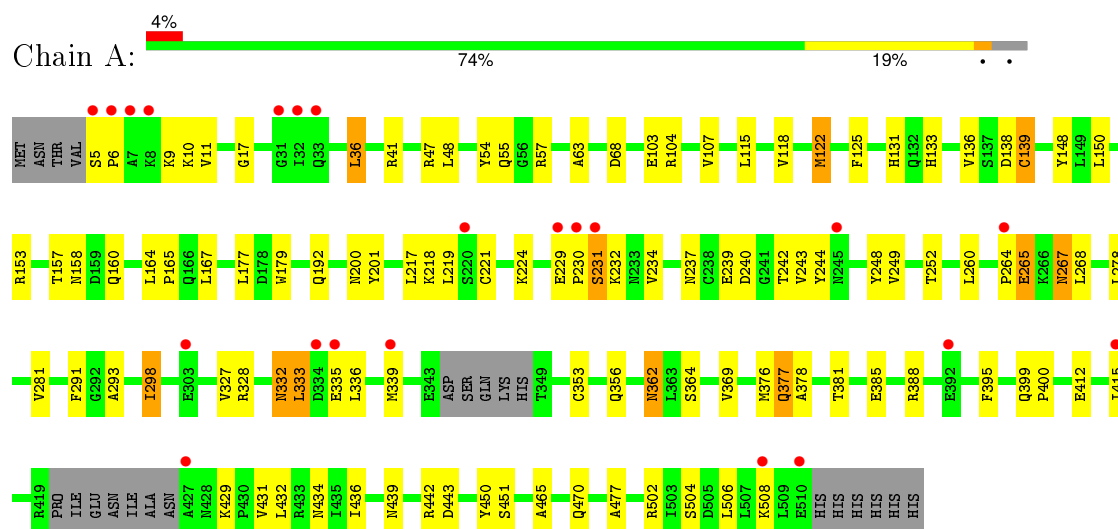 4%
Chain A:
74% 19% • •
MET ASN THR VAL S5 P6 A7 K8 K9 K10 V11 G17 G31 I32 Q33 L36 R41 R47 L48 Y54 Q55 G56 R57 A63 D68 E103 R104 V107 L115 V118 M122 F125 H131 Q132 H133 V136 S137 D138 C139 Y148 L149 L150
R153 T157 N158 D159 Q160 L164 P165 Q166 L167 L177 D178 W179 Q192 N200 Y201 L217 K218 L219 S220 C221 K224 E229 P230 S231 K232 N233 V234 N237 C238 E239 D240 G241 T242 V243 Y244 N245 Y248 V249 T252 L260 P264 E265 K266 N267 L268
V281 F291 G292 A293 I298 E303 V327 R328 N332 L333 D334 E335 L336 M339 E343 ASP SER GLN LYS HIS T349 C353 Q356 N362 L363 S364 V369 M376 Q377 A378 T381 E385 R388 E392 F395 Q399 P400 E412
R419 PRO ILE GLU ASN ILE ALA ASN A427 N428 K429 P430 V431 L432 R433 N434 I435 I436 N439 R442 D443 Y450 S451 A465 Q470 A477 R502 I503 S504 D505 L506 L507 K508 L509 E510 HIS HIS HIS HIS HIS HIS